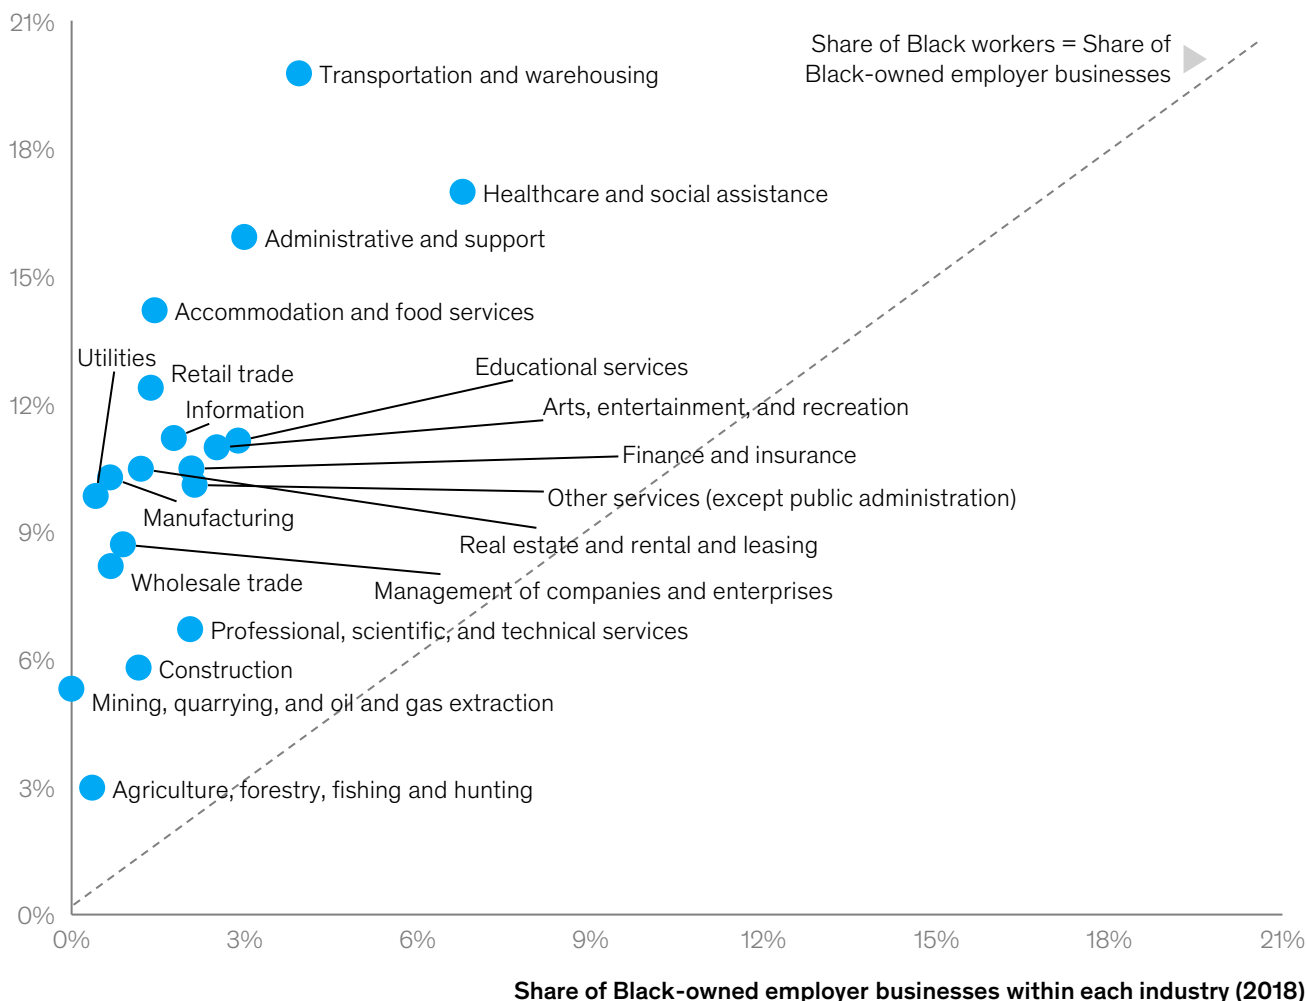 21%
Share of Black workers = Share of
Black-owned employer businesses
Transportation and warehousing
18%
Healthcare and social assistance
Administrative and support
15%
Accommodation and food services
Utilities
Retail trade
Educational services
12%
Information
Arts, entertainment, and recreation
Finance and insurance
Other services (except public administration)
Manufacturing
9%
Real estate and rental and leasing
Wholesale trade
Management of companies and enterprises
Professional, scientific, and technical services
6%
Construction
Mining, quarrying, and oil and gas extraction
3%
Agriculture, forestry, fishing and hunting
0%
0% 3% 6% 9% 12% 15% 18% 21%
Share of Black-owned employer businesses within each industry (2018)